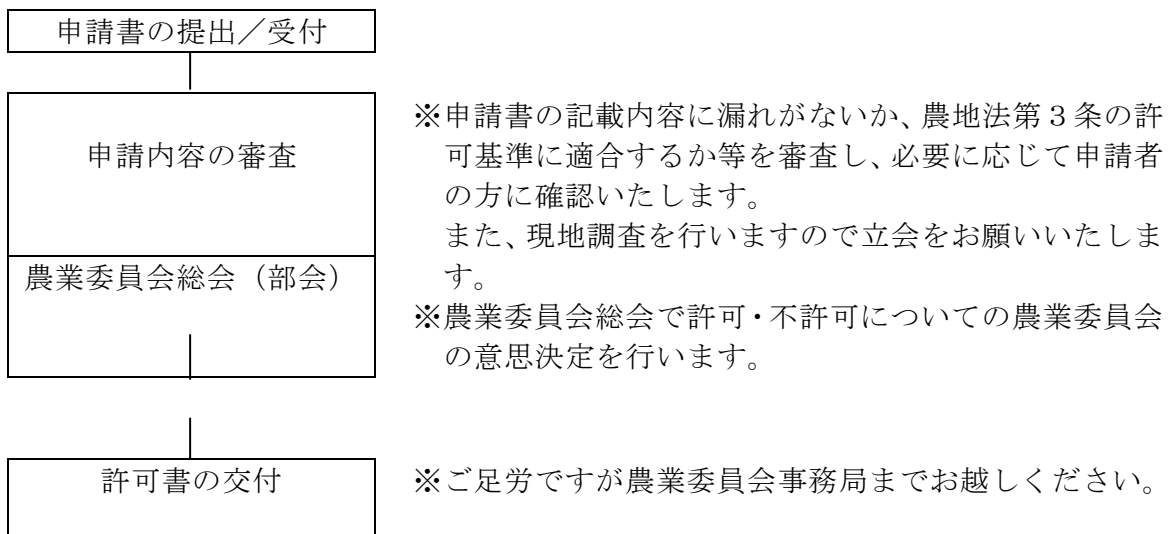 申請書の提出／受付
申請内容の審査
※申請書の記載内容に漏れがないか、農地法第３条の許
可基準に適合するか等を審査し、必要に応じて申請者
の方に確認いたします。
また、現地調査を行いますので立会をお願いいたしま
す。
農業委員会総会（部会）
※農業委員会総会で許可・不許可についての農業委員会
の意思決定を行います。
許可書の交付
※ご足労ですが農業委員会事務局までお越しください。